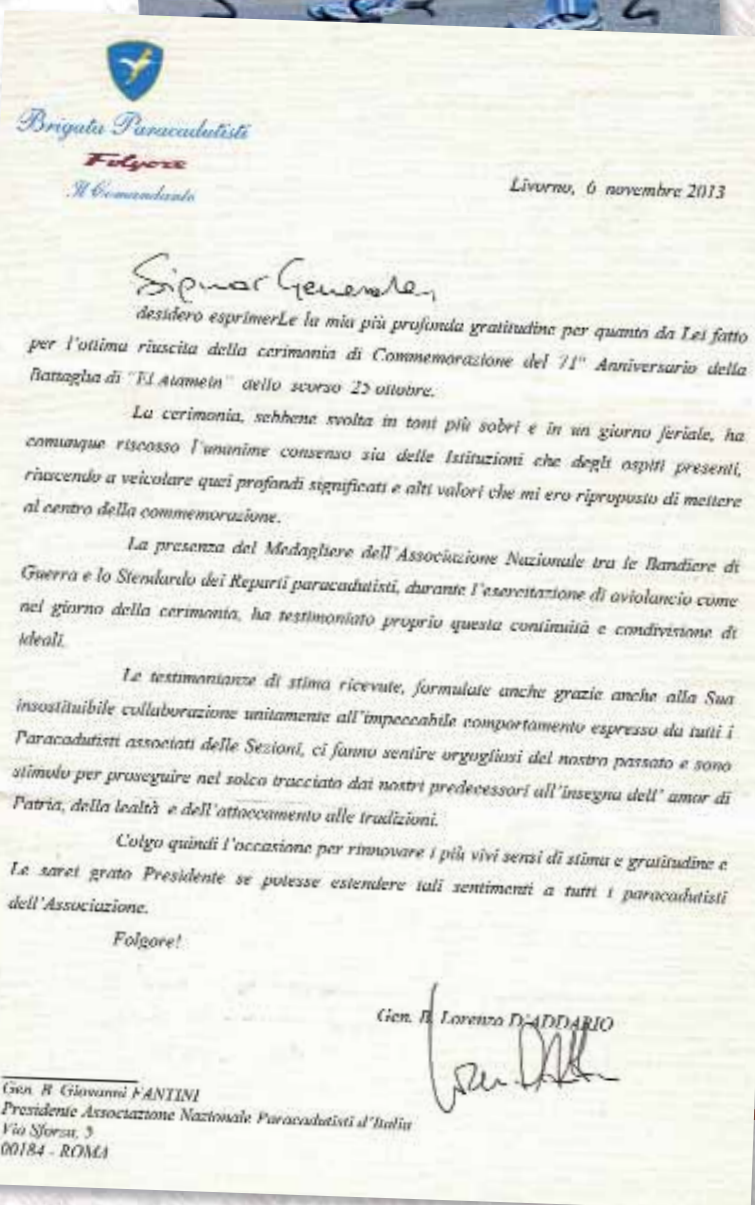 Brigata Paracadutisti
Folgore
Il Comandante
Livorno, 6 novembre 2013
Signor Generale,
desidero esprimerLe la mia più profonda gratitudine per quanto da Lei fatto
per l'ottima riuscita della cerimonia di Commemorazione del 71° Anniversario della
Battaglia di "El Alamein" dello scorso 25 ottobre.
La cerimonia, sebbene svolta in toni più sobri e in un giorno feriale, ha
comunque riscosso l'unanime consenso sia delle Istituzioni che degli ospiti presenti,
riuscendo a veicolare quei profondi significati e alti valori che mi ero riproposto di mettere
al centro della commemorazione.
La presenza del Medagliere dell'Associazione Nazionale tra le Bandiere di
Guerra e lo Stendardo dei Reparti paracadutisti, durante l'esercitazione di aviolancio come
nel giorno della cerimonia, ha testimoniato proprio questa continuità e condivisione di
ideali.
Le testimonianze di stima ricevute, formulate anche grazie anche alla Sua
insostituibile collaborazione unitamente all'impeccabile comportamento espresso da tutti i
Paracadutisti associati delle Sezioni, ci fanno sentire orgogliosi del nostro passato e sono
stimolo per proseguire nel solco tracciato dai nostri predecessori all'insegna dell' amor di
Patria, della lealtà e dell'attaccamento alle tradizioni.
Colgo quindi l'occasione per rinnovare i più vivi sensi di stima e gratitudine e
Le sarei grato Presidente se potesse estendere tali sentimenti a tutti i paracadutisti
dell'Associazione.
Folgore!
Gen. B. Lorenzo D'ADDARIO
Gen. B. Giovanni FANTINI
Presidente Associazione Nazionale Paracadutisti d'Italia
Via Sforza, 5
00184 - ROMA